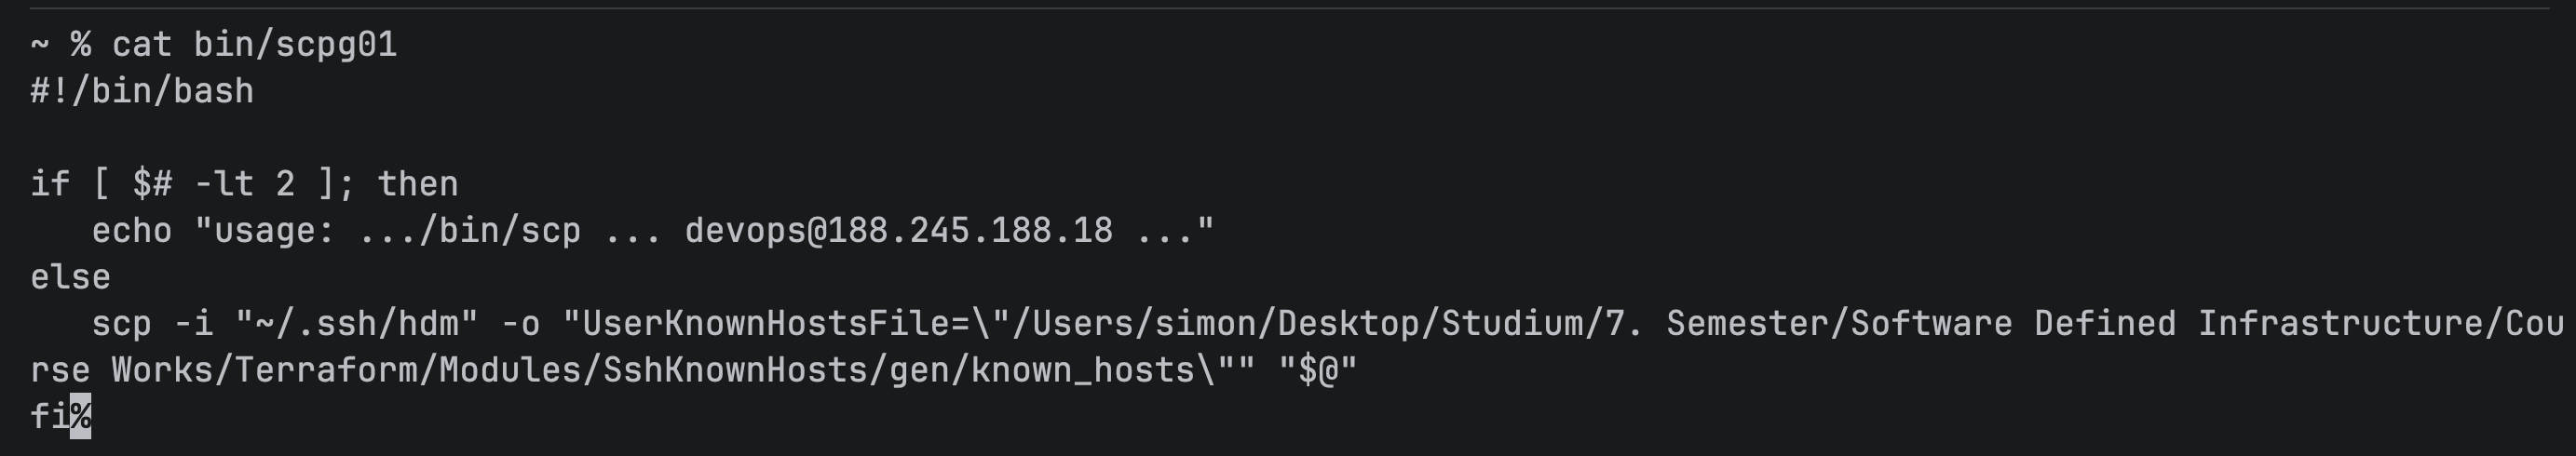 ~ % cat bin/scpg01
#!/bin/bash

if [ $# -lt 2 ]; then
   echo "usage: .../bin/scp ... devops@188.245.188.18 ..."
else
   scp -i "~/.ssh/hdm" -o "UserKnownHostsFile=\"/Users/simon/Desktop/Studium/7. Semester/Software Defined Infrastructure/Cou
rse Works/Terraform/Modules/SshKnownHosts/gen/known_hosts\"" "$@"
fi%